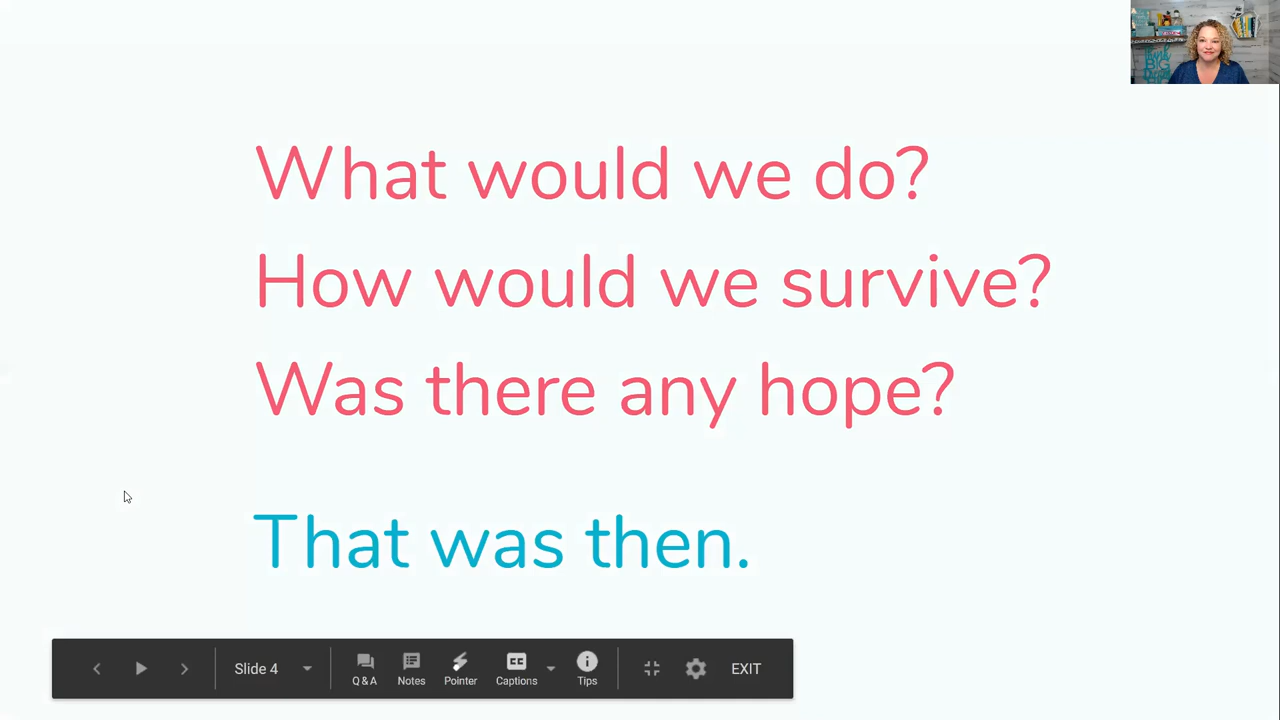 What would we do?
How would we survive?
Was there any hope?
That was then.
Slide 4
Q & A
Notes
Pointer
CC
Captions
Tips
EXIT